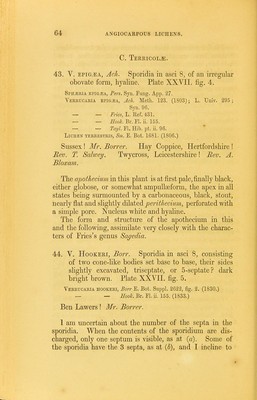 64 ANGIOCARPOUS LICHENS.
C. Terricolæ.
43. V. EPIGÆA, Ach. Sporidia in asci 8, of an irregular
obovate form, hyaline. Plate XXVII. fig. 4.
Sphæria epigæa, Pers. Syn. Fung. App. 27.
Verrucaria epigæa, Ach. Meth. 123. (1803); L. Univ. 295;
Syn. 96.
— — Fries, L. Ref. 431.
— — Hook. Br. Fl. ii. 153.
— — Tayl. Fl. Hib. pt. ii. 93.
Lichen terrestris, Sm. E. Bot. 1681. (1806.)
Sussex! Mr. Borrer. Hay Coppice, Hertfordshire!
Rev. T. Salwey. Twycross, Leicestershire! Rev. A.
Bloxam.
The apothecium in this plant is at first pale, finally black,
either globose, or somewhat ampullæform, the apex in all
states being surmounted by a carbonaceous, black, stout,
nearly flat and slightly dilated perithecium, perforated with
a simple pore. Nucleus white and hyaline.
The form and structure of the apothecium in this
and the following, assimilate very closely with the charac-
ters of Fries's genus Sagedia.
44. V. HOOKERI, Borr. Sporidia in asci 8, consisting
of two cone-like bodies set base to base, their sides
slightly excavated, triseptate, or 5-septate? dark
bright brown. Plate XXVII. fig. 5.
Verrucaria hookeri, Borr E. Bot. Suppl. 2622, fig. 2. (1830.)
— — Hook. Br. Fl. ii. 153. (1833.)
Ben Lawers! Mr. Borrer.
I am uncertain about the number of the septa in the
sporidia. When the contents of the sporidium are dis-
charged, only one septum is visible, as at (a). Some of
the sporidia have the 3 septa, as at (b), and I incline to